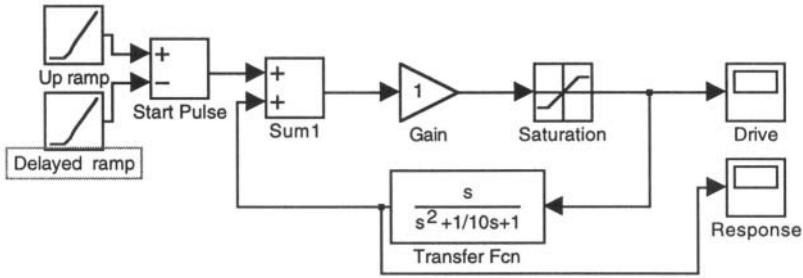 Up ramp
+
−
Start Pulse
Delayed ramp
+
+
Sum1
1
Gain
Saturation
Drive
s
s²+1/10s+1
Transfer Fcn
Response